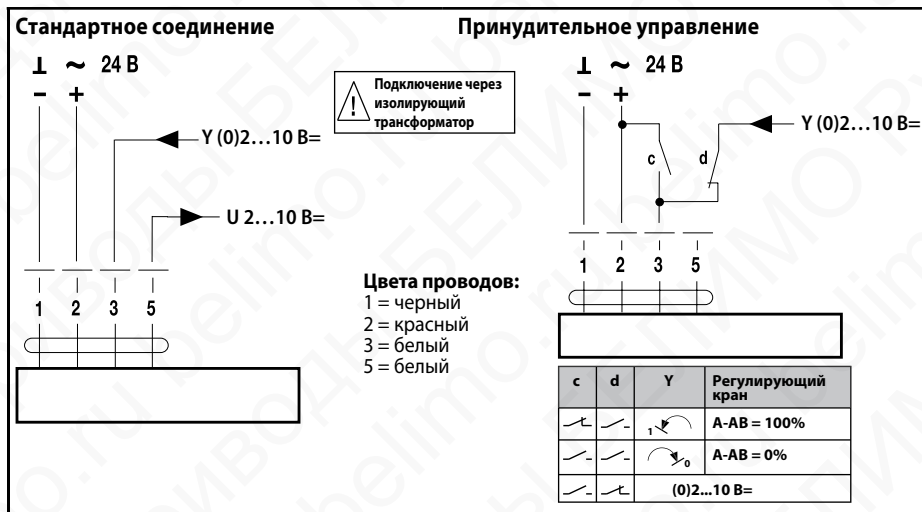 Стандартное соединение
Принудительное управление
⊥ ~ 24 В
- +
Y (0)2…10 В=
U 2…10 В=
1 2 3 5
Подключение через
изолирующий
трансформатор
Цвета проводов:
1 = черный
2 = красный
3 = белый
5 = белый
⊥ ~ 24 В
- +
Y (0)2…10 В=
c d
1 2 3 5
c d Y Регулирующий
кран
1 A-AB = 100%
0 A-AB = 0%
(0)2...10 В=